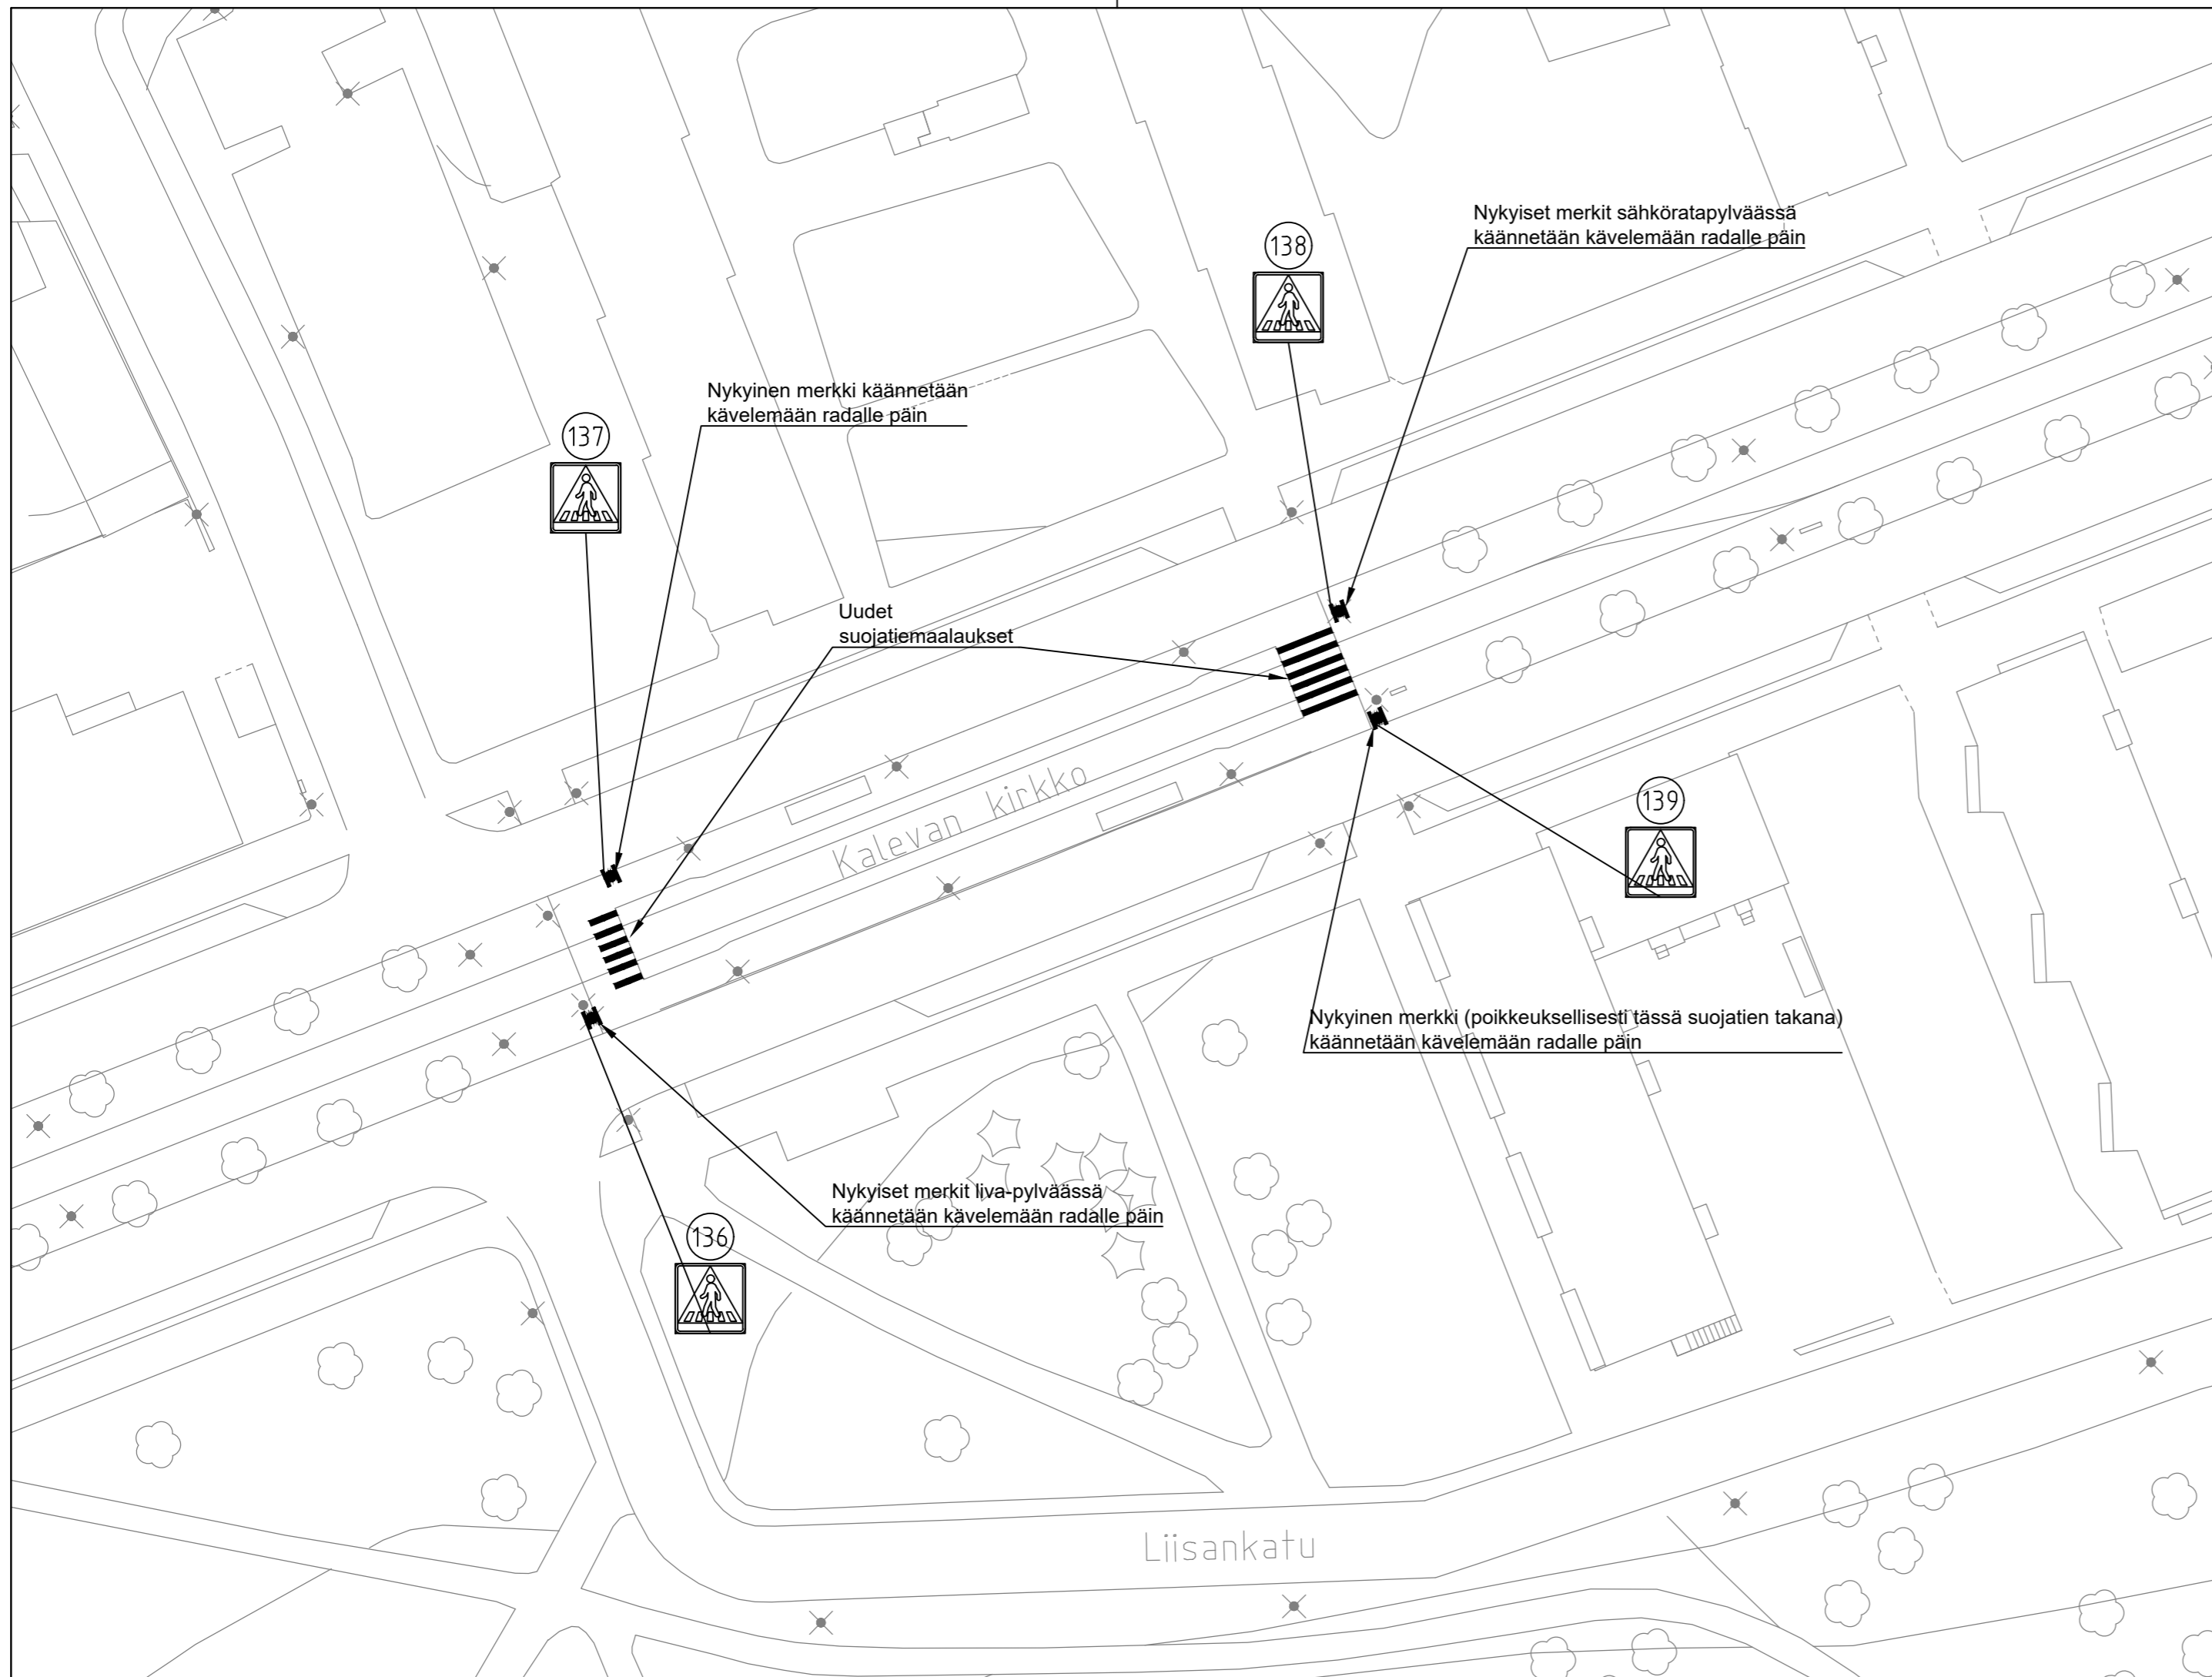 Nykyiset merkit sähköratapylväässä
käännetään kävelemään radalle päin
138
Nykyinen merkki käännetään
kävelemään radalle päin
137
Uudet
suojatiemaalaukset
Kalevan kirkko
139
Nykyinen merkki (poikkeuksellisesti tässä suojatien takana)
käännetään kävelemään radalle päin
Nykyiset merkit liva-pylväässä
käännetään kävelemään radalle päin
136
Liisankatu